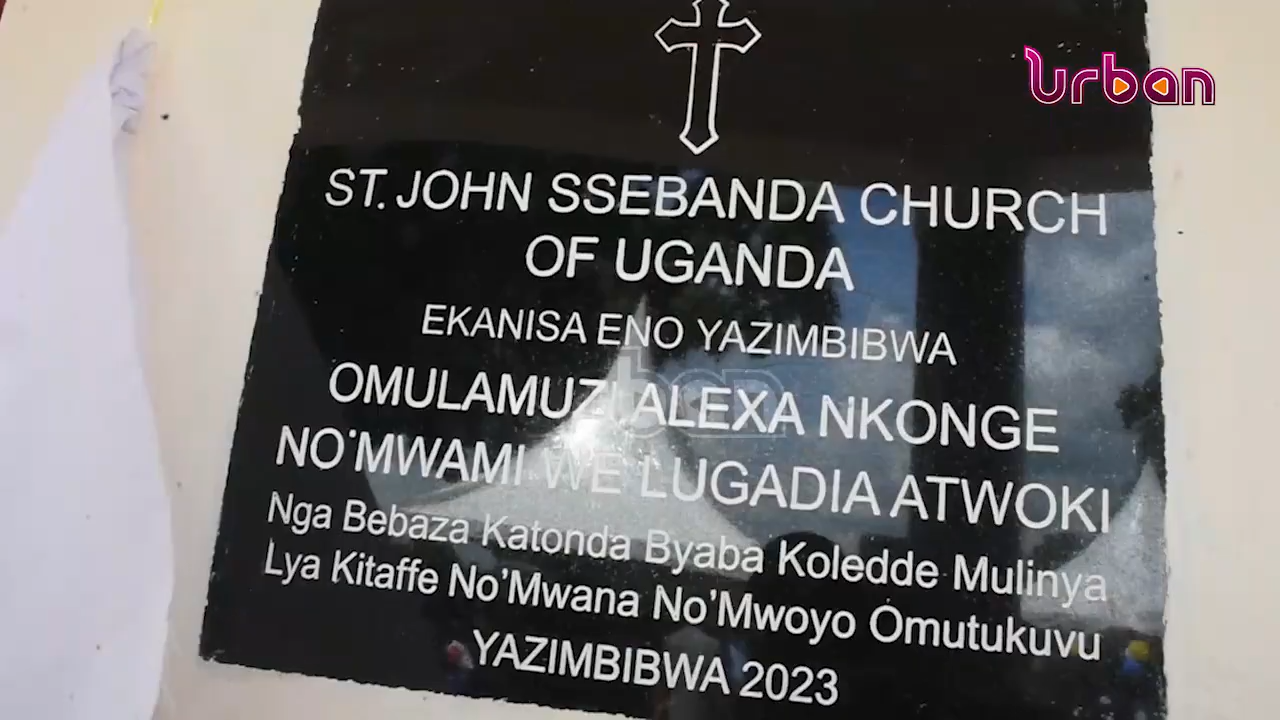 Urban
ST. JOHN SSEBANDA CHURCH
OF UGANDA
EKANISA ENO YAZIMBIBWA
OMULAMUZI ALEXA NKONGE
NO'MWAMI WE LUGADIA ATWOKI
Nga Bebaza Katonda Byaba Koledde Mulinya
Lya Kitaffe No'Mwana No'Mwoyo Omutukuvu
YAZIMBIBWA 2023